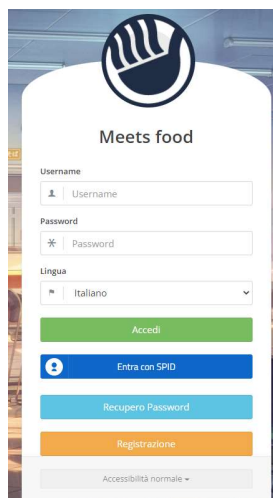 Meets food
Username
Username
Password
Password
Lingua
Italiano
Accedi
Entra con SPID
Recupero Password
Registrazione
Accessibilità normale